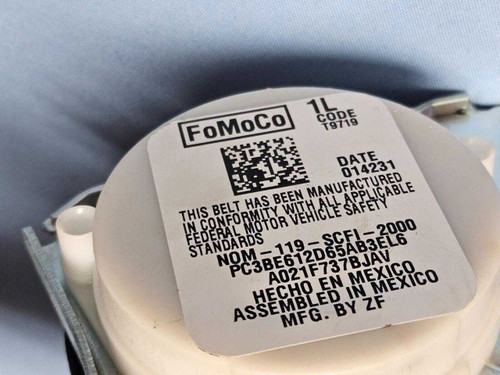 FoMoCo
1L
CODE
T9719
DATE
014231
THIS BELT HAS BEEN MANUFACTURED
IN CONFORMITY WITH ALL APPLICABLE
FEDERAL MOTOR VEHICLE SAFETY
STANDARDS
NOM-119-SCFI-2000
PC3BE612D65AB3EL6
A021F737BJAV
HECHO EN MEXICO
ASSEMBLED IN MEXICO
MFG. BY ZF